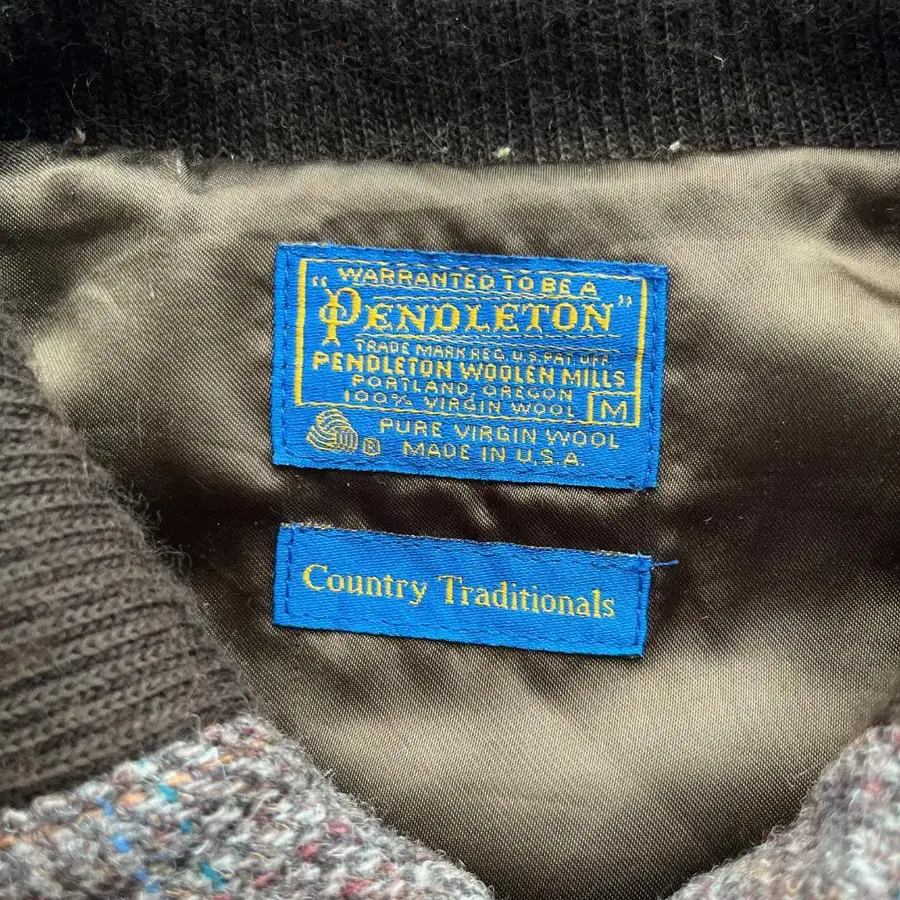 WARRANTED TO BE A
"PENDLETON"
TRADE MARK REG. U.S. PAT. OFF.
PENDLETON WOOLEN MILLS
PORTLAND, OREGON
100% VIRGIN WOOL M
PURE VIRGIN WOOL
® MADE IN U.S.A.
Country Traditionals